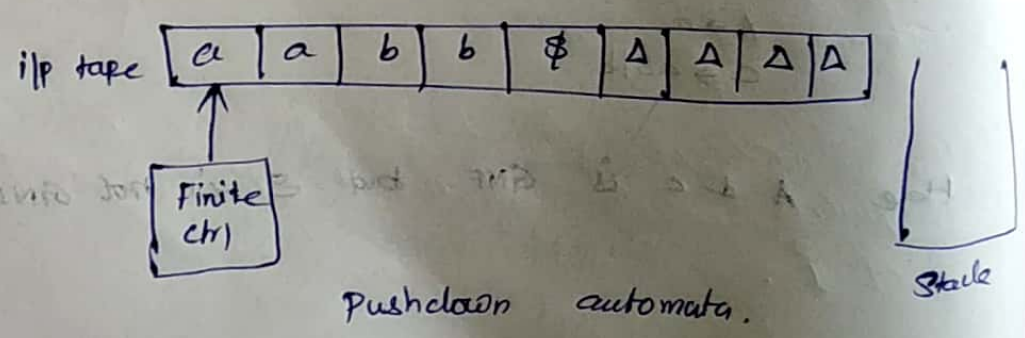 i/p tape a a b b $ Δ Δ Δ Δ
Finite
ctrl
Stack
Pushdown automata.